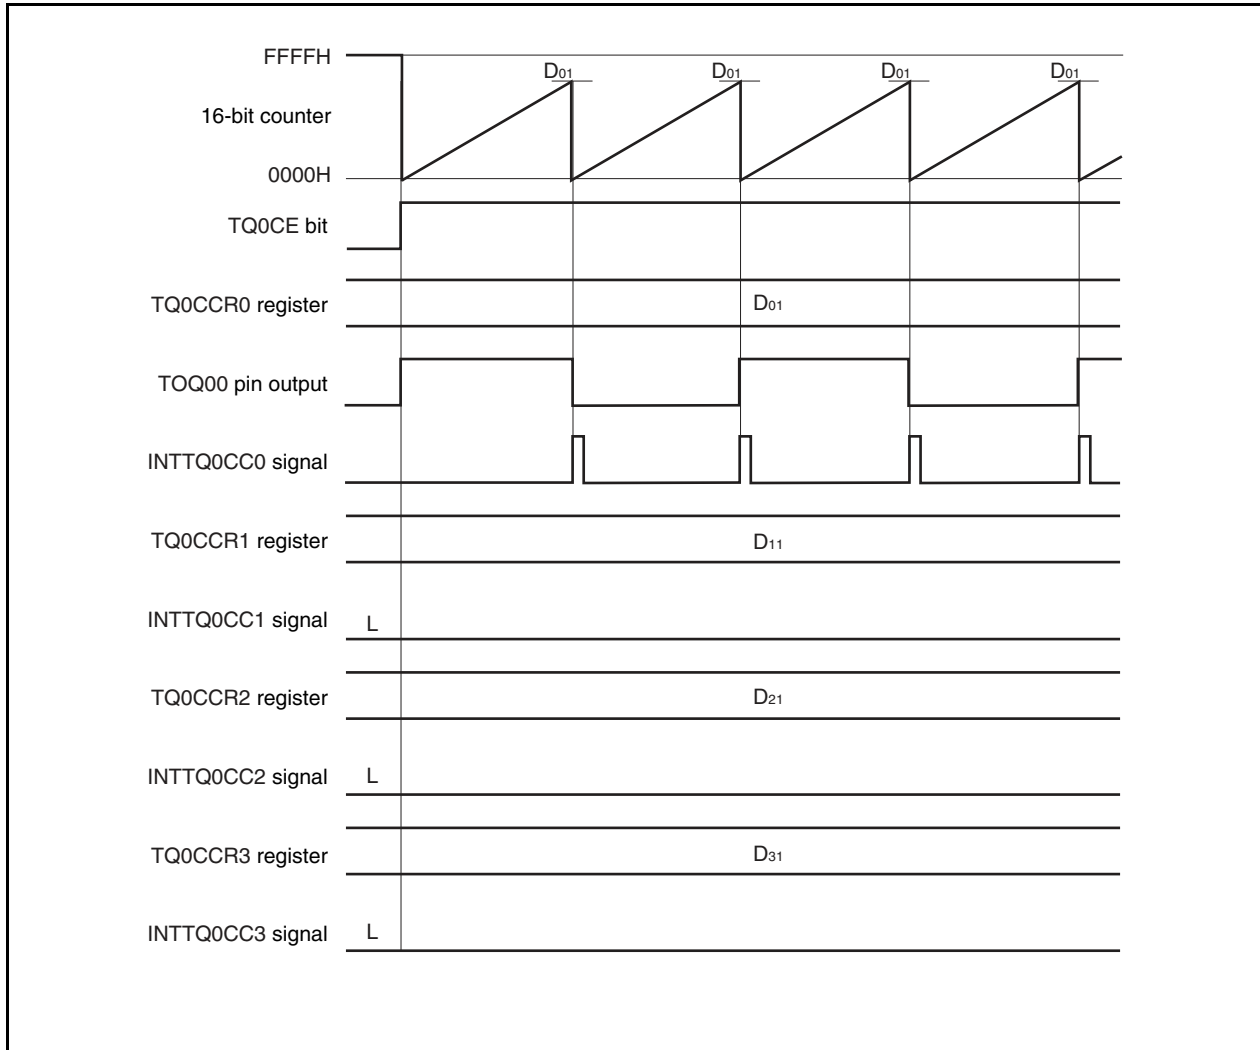 FFFFH
D01 D01 D01 D01
16-bit counter
0000H
TQ0CE bit
TQ0CCR0 register D01
TOQ00 pin output
INTTQ0CC0 signal
TQ0CCR1 register D11
INTTQ0CC1 signal L
TQ0CCR2 register D21
INTTQ0CC2 signal L
TQ0CCR3 register D31
INTTQ0CC3 signal L